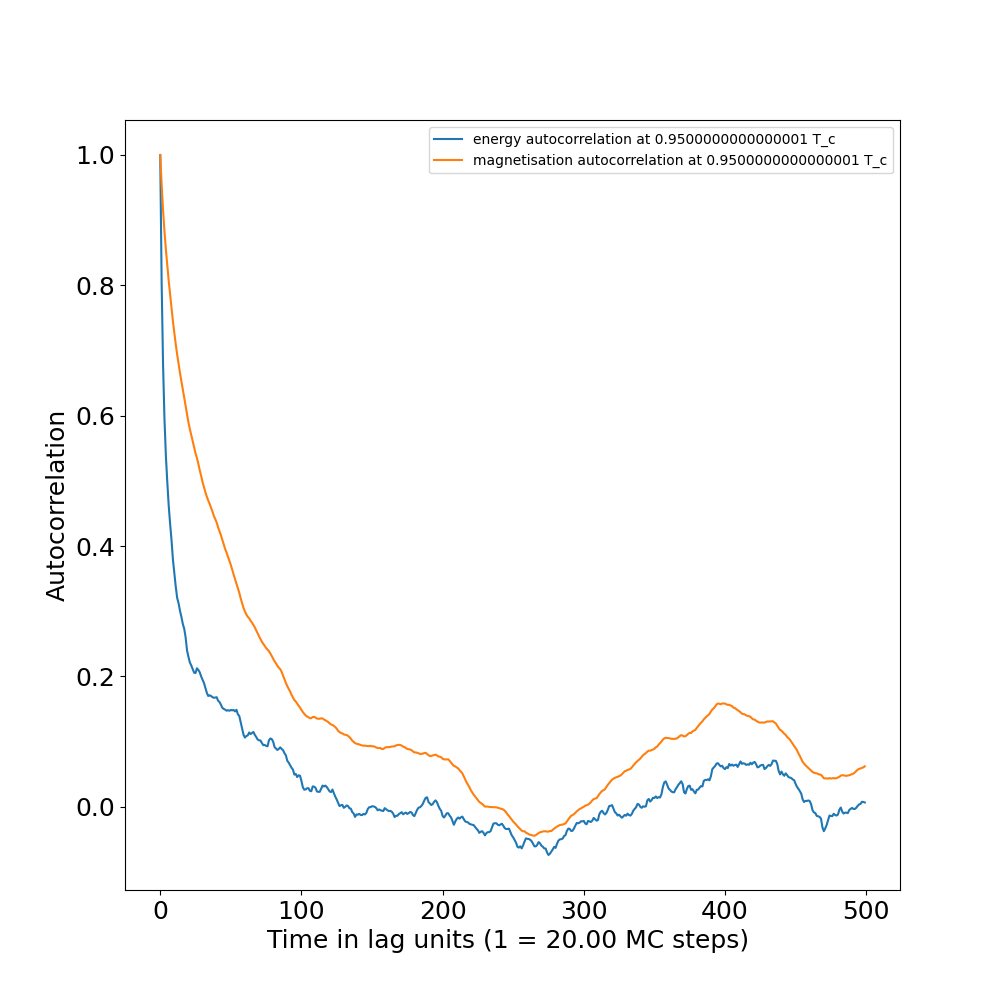 energy autocorrelation at 0.9500000000000001 T_c
magnetisation autocorrelation at 0.9500000000000001 T_c
1.0
0.8
0.6
0.4
0.2
0.0
Autocorrelation
0 100 200 300 400 500
Time in lag units (1 = 20.00 MC steps)